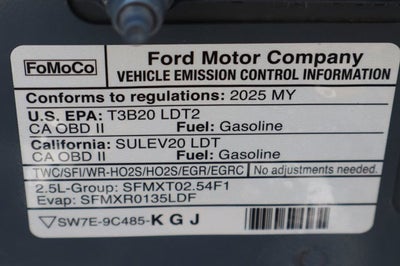 FoMoCo
Ford Motor Company
VEHICLE EMISSION CONTROL INFORMATION
Conforms to regulations: 2025 MY
U.S. EPA: T3B20 LDT2
CA OBD II Fuel: Gasoline
California: SULEV20 LDT
CA OBD II Fuel: Gasoline
TWC/SFI/WR-HO2S/HO2S/EGR/EGRC No adjustments needed.
2.5L-Group: SFMXT02.54F1
Evap: SFMXR0135LDF
SW7E-9C485-K G J